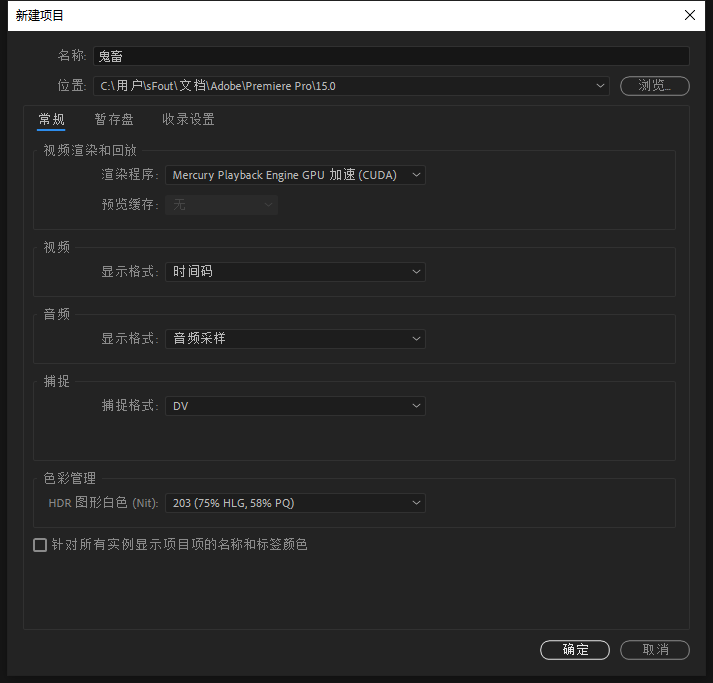 新建项目
名称: 鬼畜
位置: C:\用户\sFout\文档\Adobe\Premiere Pro\15.0 浏览...
常规 暂存盘 收录设置
视频渲染和回放
渲染程序: Mercury Playback Engine GPU 加速 (CUDA)
预览缓存: 无
视频
显示格式: 时间码
音频
显示格式: 音频采样
捕捉
捕捉格式: DV
色彩管理
HDR 图形白色 (Nit): 203 (75% HLG, 58% PQ)
针对所有实例显示项目项的名称和标签颜色
确定 取消